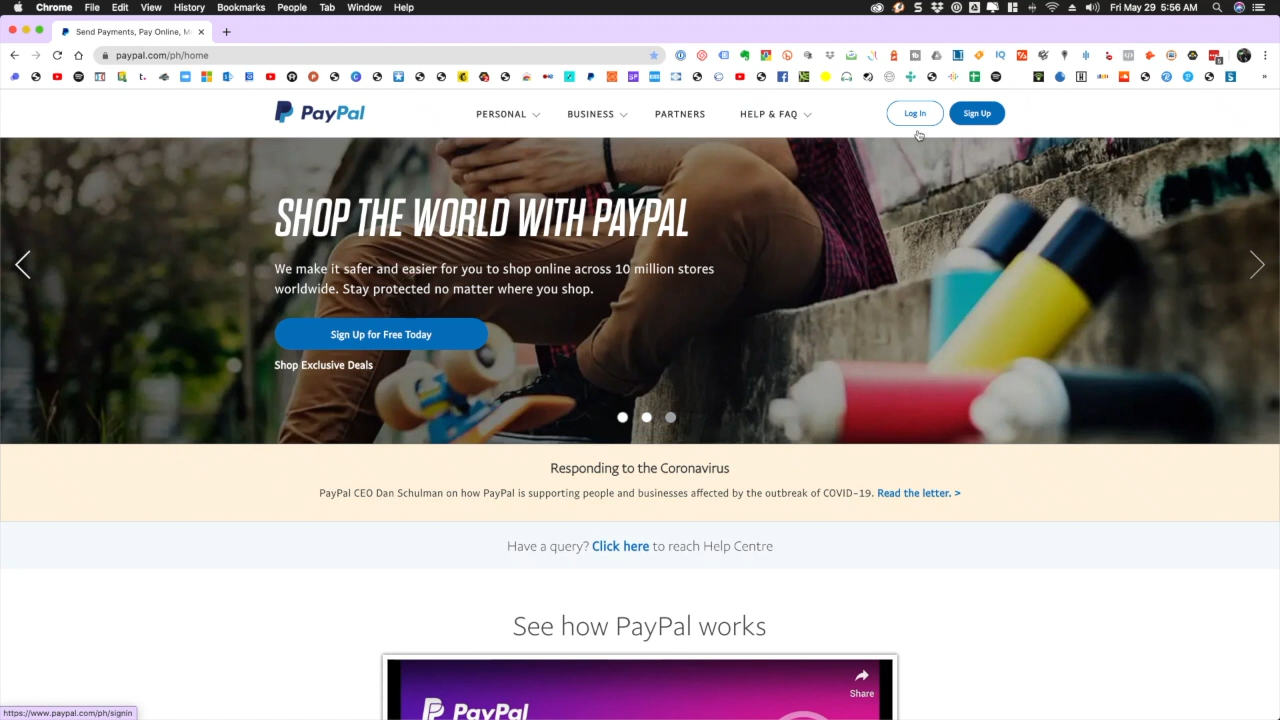 Chrome File Edit View History Bookmarks People Tab Window Help Fri May 29 5:56 AM
Send Payments, Pay Online, M
paypal.com/ph/home
PayPal PERSONAL BUSINESS PARTNERS HELP & FAQ Log In Sign Up
SHOP THE WORLD WITH PAYPAL
We make it safer and easier for you to shop online across 10 million stores
worldwide. Stay protected no matter where you shop.
Sign Up for Free Today
Shop Exclusive Deals
Responding to the Coronavirus
PayPal CEO Dan Schulman on how PayPal is supporting people and businesses affected by the outbreak of COVID-19. Read the letter. >
Have a query? Click here to reach Help Centre
See how PayPal works
Share
PayPal
https://www.paypal.com/ph/signin